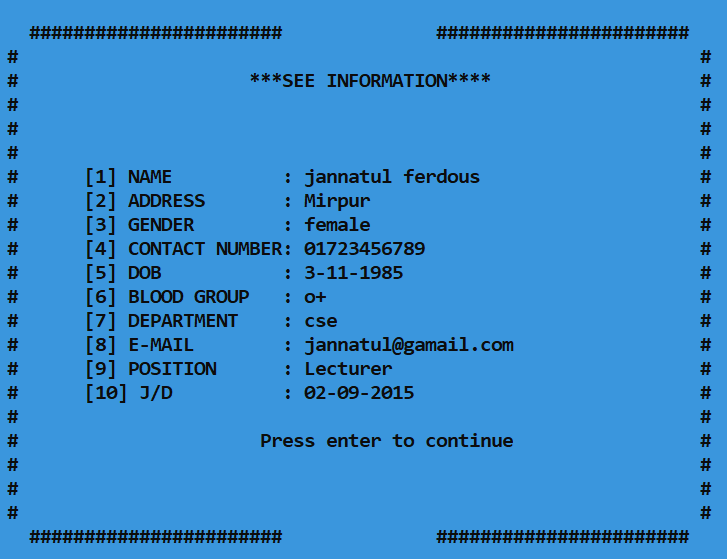 ####################### #######################
# #
# ***SEE INFORMATION**** #
# #
# #
# #
# [1] NAME : jannatul ferdous #
# [2] ADDRESS : Mirpur #
# [3] GENDER : female #
# [4] CONTACT NUMBER: 01723456789 #
# [5] DOB : 3-11-1985 #
# [6] BLOOD GROUP : o+ #
# [7] DEPARTMENT : cse #
# [8] E-MAIL : jannatul@gamail.com #
# [9] POSITION : Lecturer #
# [10] J/D : 02-09-2015 #
# #
# Press enter to continue #
# #
# #
# #
####################### #######################